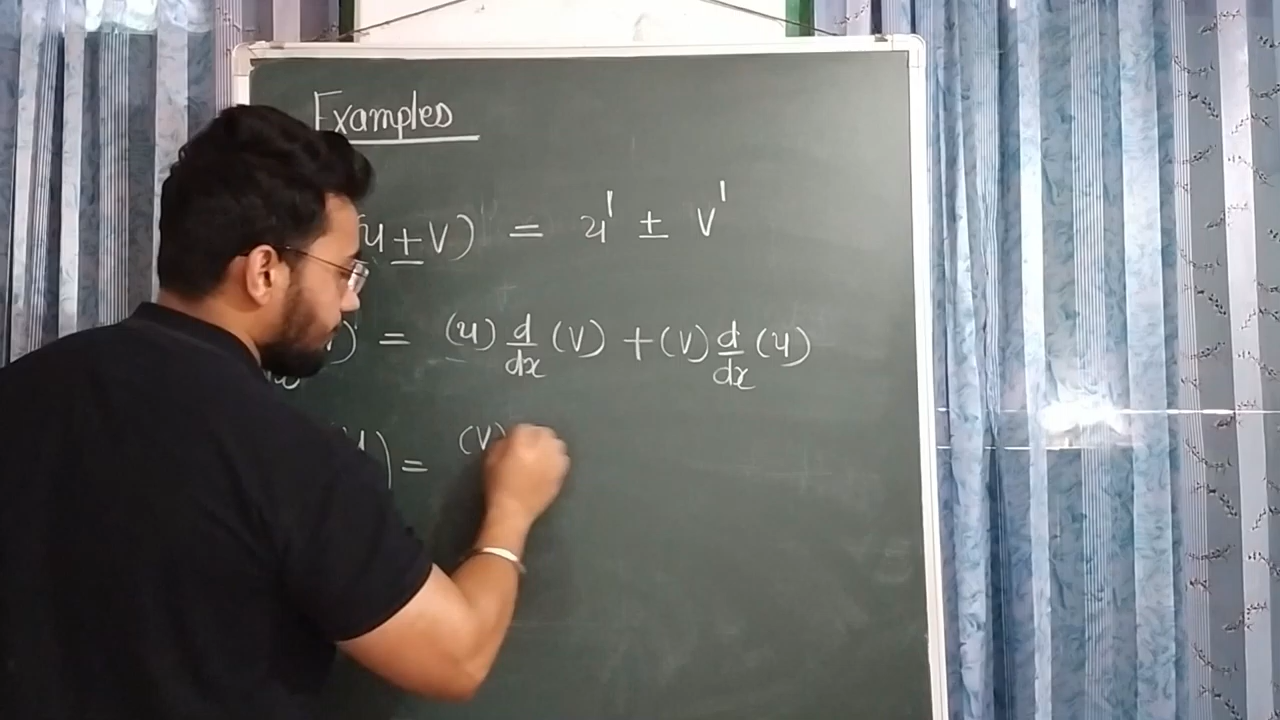 Examples
(u ± v) = u' ± v'
) = (u) d/dx (v) + (v) d/dx (u)
) = (v)